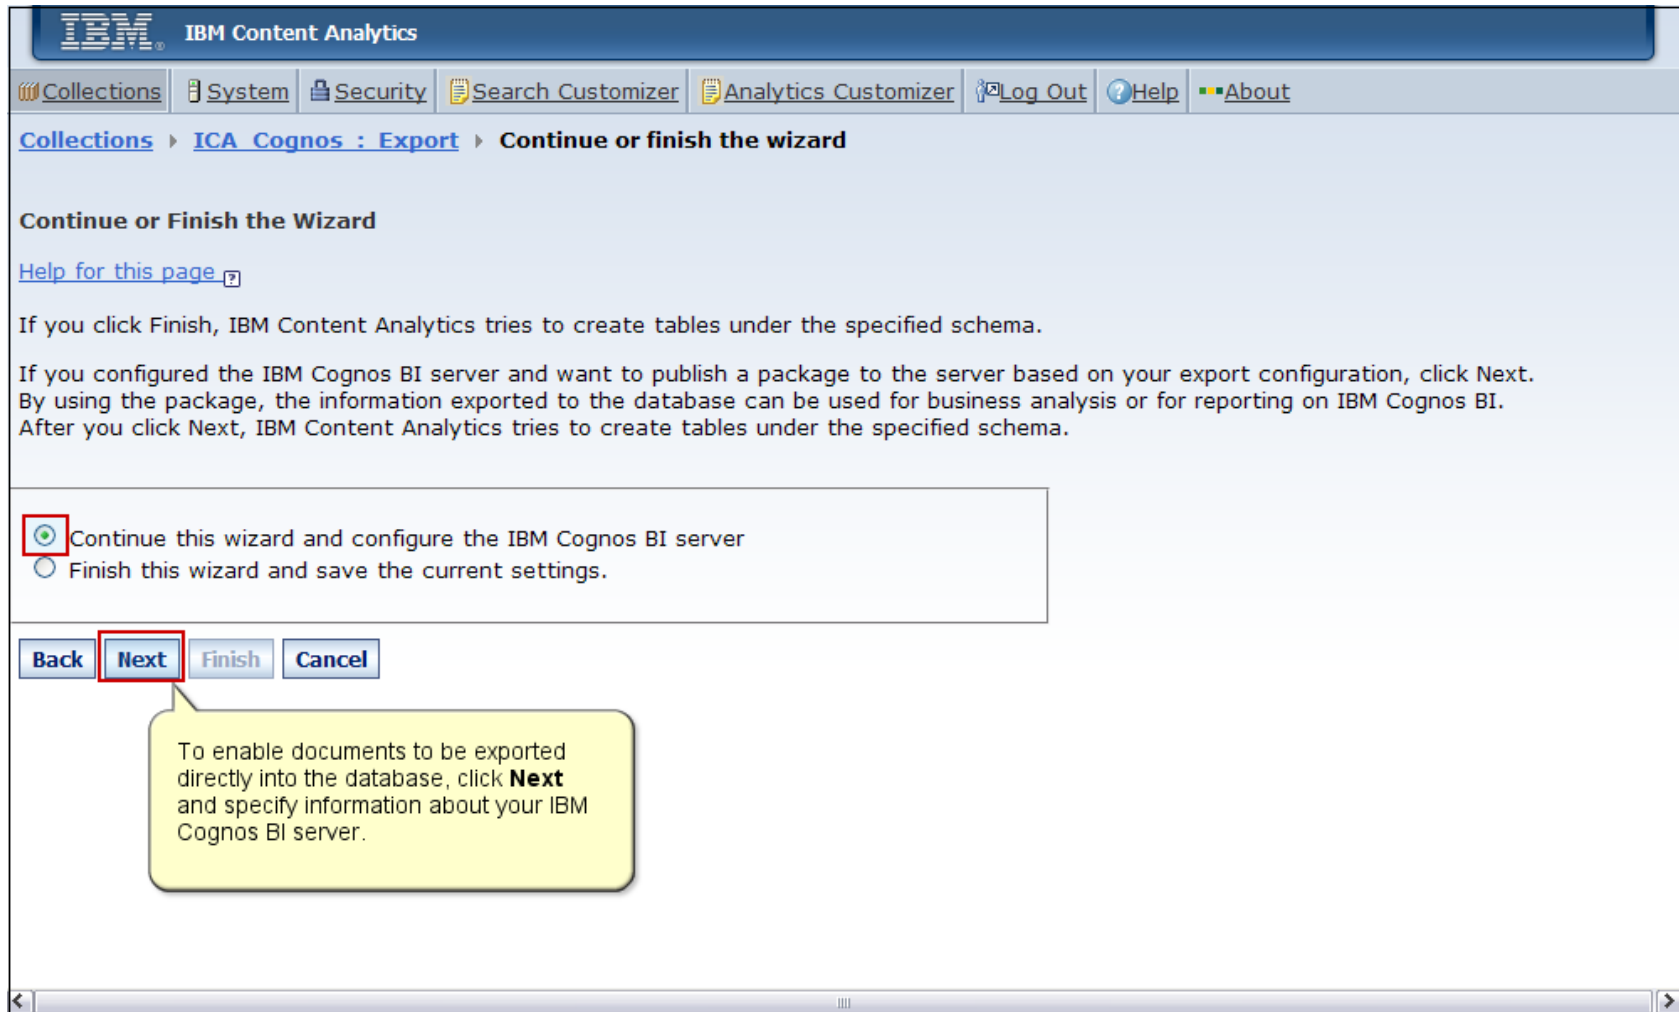 IBM® IBM Content Analytics
Collections System Security Search Customizer Analytics Customizer Log Out Help About
Collections ICA Cognos : Export Continue or finish the wizard
Continue or Finish the Wizard
Help for this page ?
If you click Finish, IBM Content Analytics tries to create tables under the specified schema.
If you configured the IBM Cognos BI server and want to publish a package to the server based on your export configuration, click Next.
By using the package, the information exported to the database can be used for business analysis or for reporting on IBM Cognos BI.
After you click Next, IBM Content Analytics tries to create tables under the specified schema.
Continue this wizard and configure the IBM Cognos BI server
Finish this wizard and save the current settings.
Back Next Finish Cancel
To enable documents to be exported
directly into the database, click Next
and specify information about your IBM
Cognos BI server.